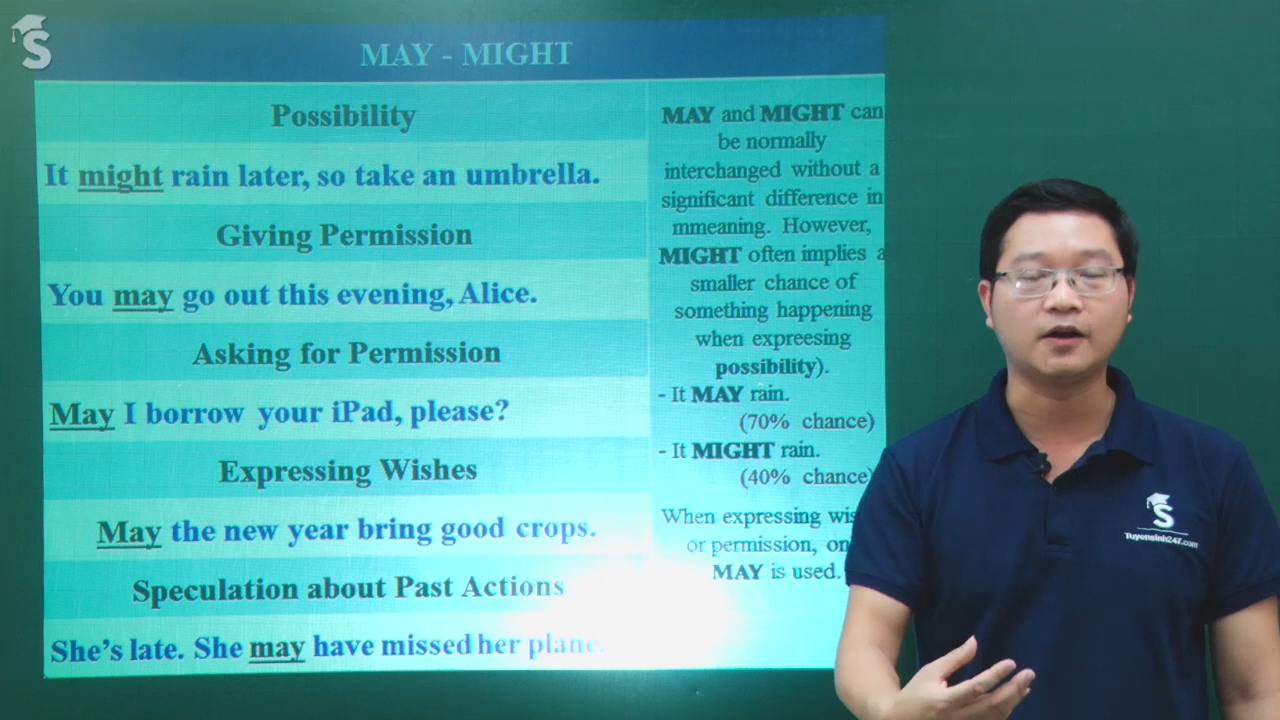 S
MAY - MIGHT
Possibility
It might rain later, so take an umbrella.
Giving Permission
You may go out this evening, Alice.
Asking for Permission
May I borrow your iPad, please?
Expressing Wishes
May the new year bring good crops.
Speculation about Past Actions
She's late. She may have missed her plane.
MAY and MIGHT can
be normally
interchanged without a
significant difference in
mmeaning. However,
MIGHT often implies a
smaller chance of
something happening
when expreesing
possibility).
- It MAY rain.
(70% chance)
- It MIGHT rain.
(40% chance)
When expressing
or permission,
MAY is used.
S
Tuyensinh247.com